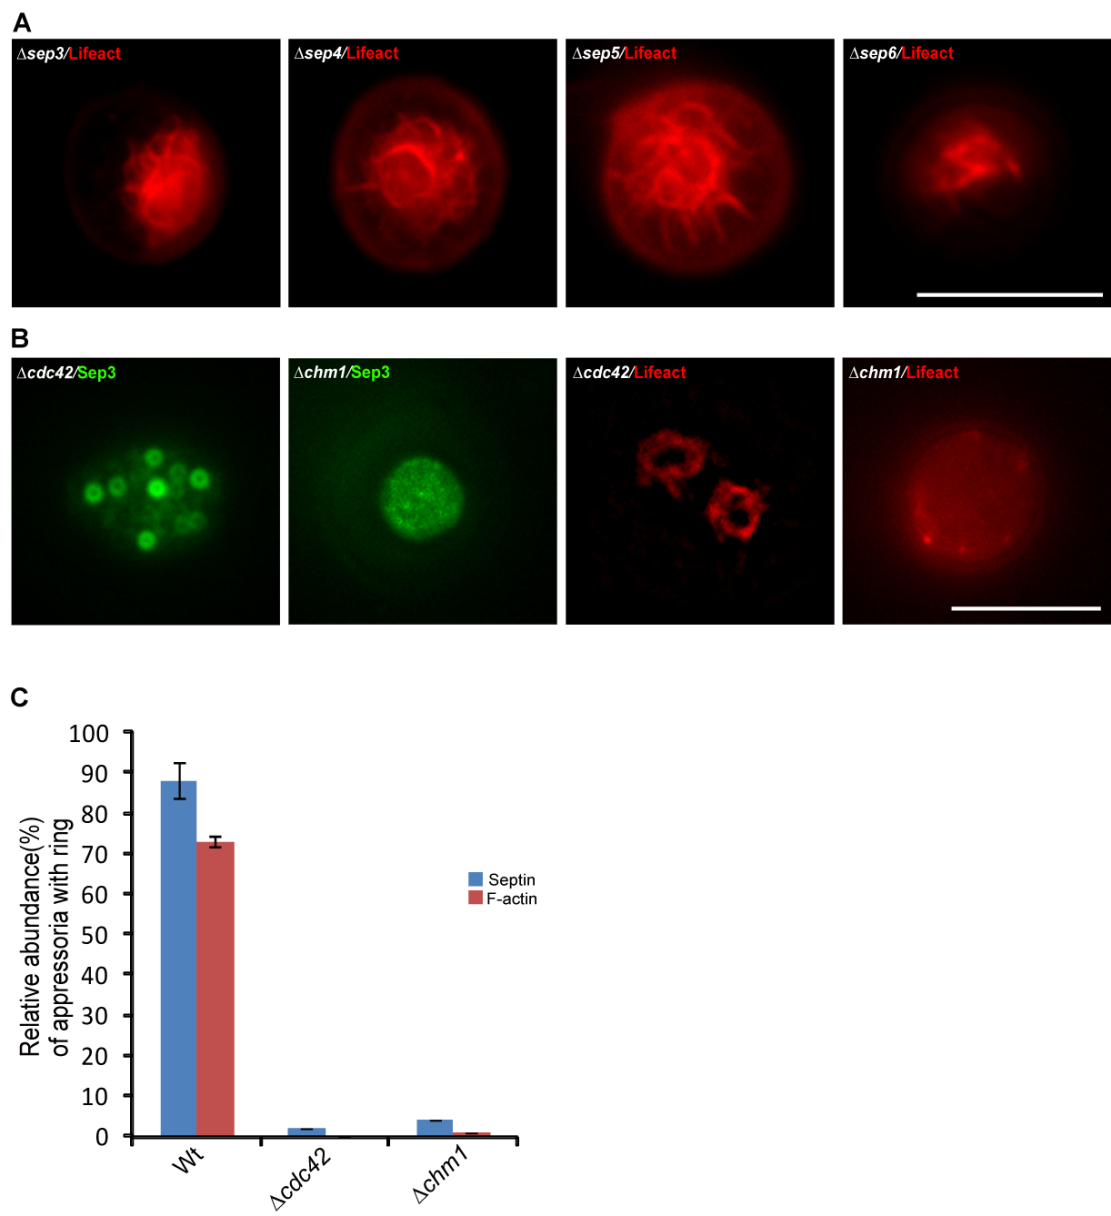 A
Δsep3/Lifeact
Δsep4/Lifeact
Δsep5/Lifeact
Δsep6/Lifeact
B
Δcdc42/Sep3
Δchm1/Sep3
Δcdc42/Lifeact
Δchm1/Lifeact
C
Relative abundance(%)
of appressoria with ring
100
90
80
70
60
50
40
30
20
10
0
Septin
F-actin
Wt
Δcdc42
Δchm1